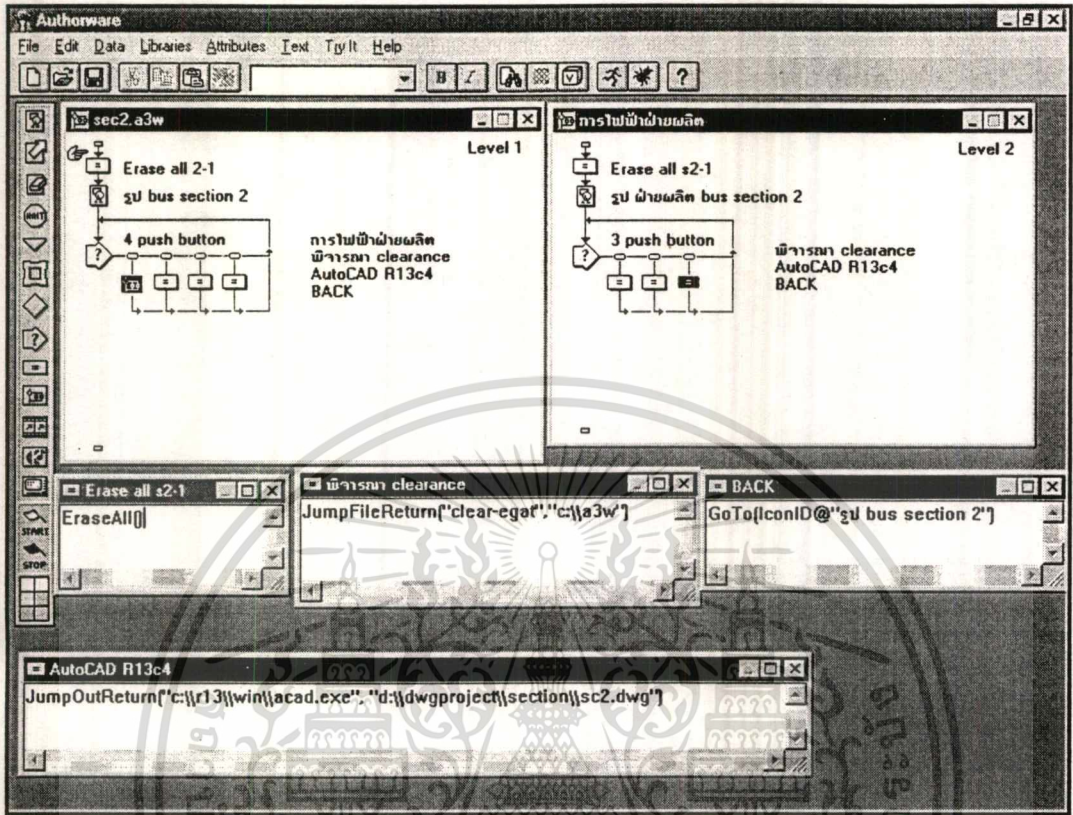 Authorware
File Edit Data Libraries Attributes Text Try It Help
sec2.a3w
Level 1
Erase all 2-1
รูป bus section 2
4 push button
การไฟฟ้าฝ่ายผลิต
พิจารณา clearance
AutoCAD R13c4
BACK
การไฟฟ้าฝ่ายผลิต
Level 2
Erase all s2-1
รูป ฝ่ายผลิต bus section 2
3 push button
พิจารณา clearance
AutoCAD R13c4
BACK
WAIT
START
STOP
Erase all s2-1
EraseAll()
พิจารณา clearance
JumpFileReturn("clear-egat","c:\\a3w")
BACK
GoTo(IconID@"รูป bus section 2")
AutoCAD R13c4
JumpOutReturn("c:\\r13\\win\\acad.exe", "d:\\dwgproject\\section\\sc2.dwg")